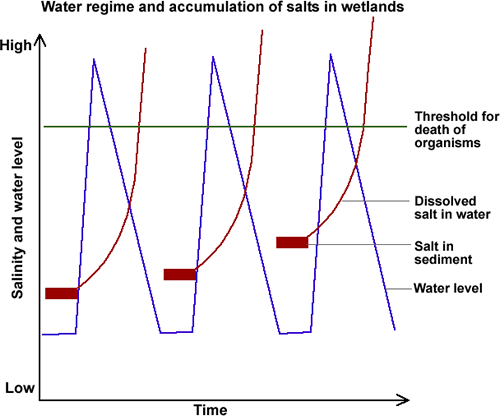 Water regime and accumulation of salts in wetlands
High
Salinity and water level
Threshold for
death of
organisms
Dissolved
salt in water
Salt in
sediment
Water level
Low
Time